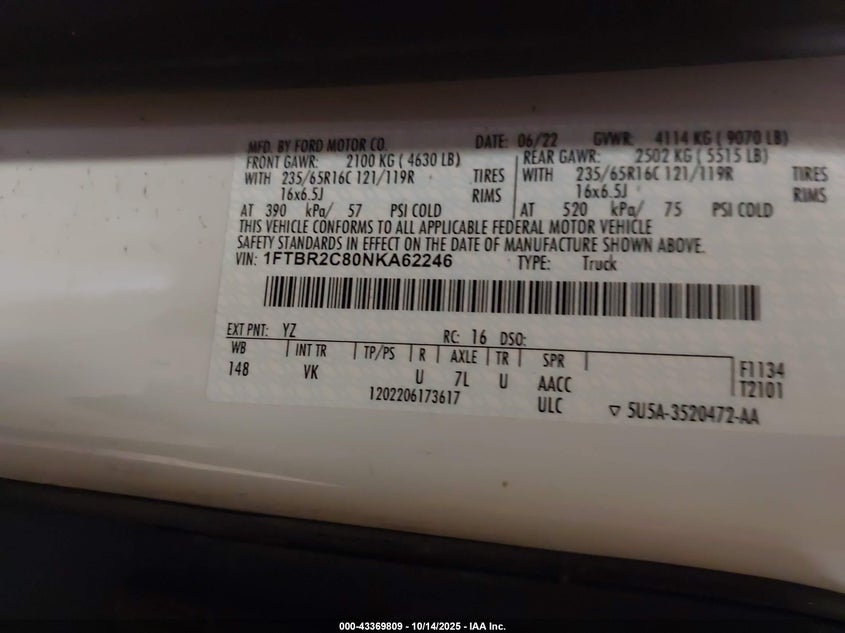 MFD. BY FORD MOTOR CO. DATE: 06/22 GVWR: 4114 KG ( 9070 LB)
FRONT GAWR: 2100 KG ( 4630 LB) REAR GAWR: 2502 KG ( 5515 LB)
WITH 235/65R16C 121/119R TIRES WITH 235/65R16C 121/119R TIRES
16x6.5J RIMS 16x6.5J RIMS
AT 390 kPa/ 57 PSI COLD AT 520 kPa/ 75 PSI COLD
THIS VEHICLE CONFORMS TO ALL APPLICABLE FEDERAL MOTOR VEHICLE
SAFETY STANDARDS IN EFFECT ON THE DATE OF MANUFACTURE SHOWN ABOVE.
VIN: 1FTBR2C80NKA62246 TYPE: Truck
EXT PNT: YZ RC: 16 DSO:
WB INT TR TP/PS R AXLE TR SPR F1134
148 VK U 7L U AACC T2101
1202206173617 ULC ▽ 5U5A-3520472-AA
000-43369809 - 10/14/2025 - IAA Inc.